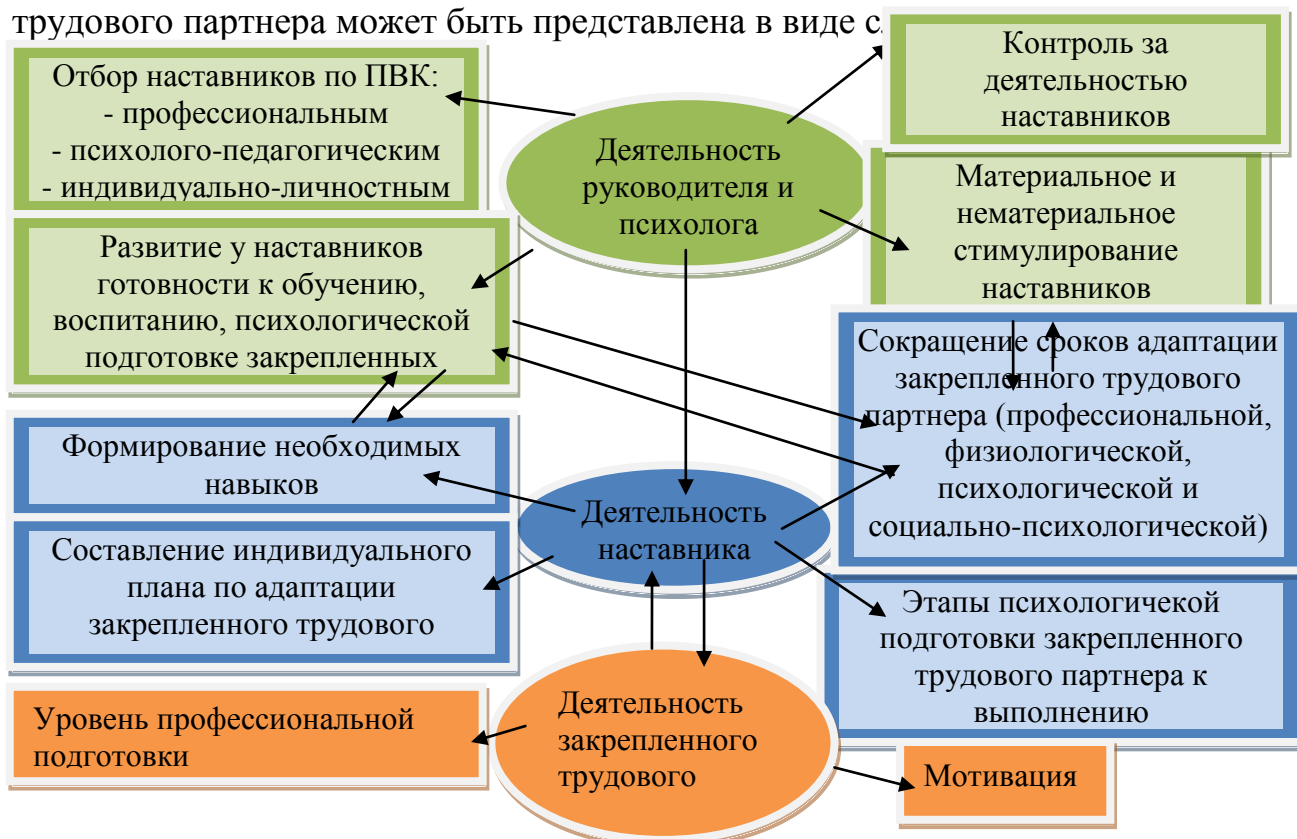 трудового партнера может быть представлена в виде
Отбор наставников по ПВК:
- профессиональным
- психолого-педагогическим
- индивидуально-личностным
Деятельность
руководителя и
психолога
Контроль за
деятельностью
наставников
Материальное и
нематериальное
стимулирование
наставников
Развитие у наставников
готовности к обучению,
воспитанию, психологической
подготовке закрепленных
Сокращение сроков адаптации
закрепленного трудового
партнера (профессиональной,
физиологической,
психологической и
социально-психологической)
Формирование необходимых
навыков
Деятельность
наставника
Составление индивидуального
плана по адаптации
закрепленного трудового
Этапы психологичекой
подготовки закрепленного
трудового партнера к
выполнению
Уровень профессиональной
подготовки
Деятельность
закрепленного
трудового
Мотивация